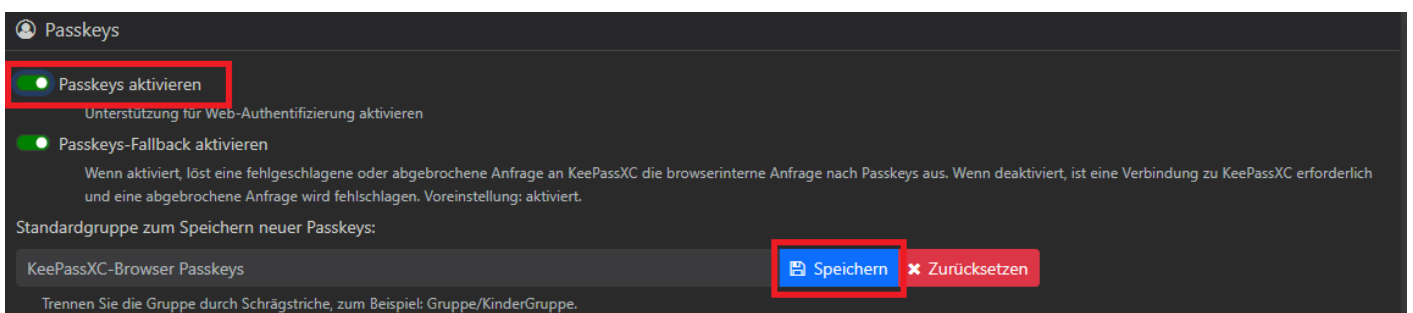 Passkeys
Passkeys aktivieren
Unterstützung für Web-Authentifizierung aktivieren
Passkeys-Fallback aktivieren
Wenn aktiviert, löst eine fehlgeschlagene oder abgebrochene Anfrage an KeePassXC die browserinterne Anfrage nach Passkeys aus. Wenn deaktiviert, ist eine Verbindung zu KeePassXC erforderlich
und eine abgebrochene Anfrage wird fehlschlagen. Voreinstellung: aktiviert.
Standardgruppe zum Speichern neuer Passkeys:
KeePassXC-Browser Passkeys Speichern Zurücksetzen
Trennen Sie die Gruppe durch Schrägstriche, zum Beispiel: Gruppe/KinderGruppe.